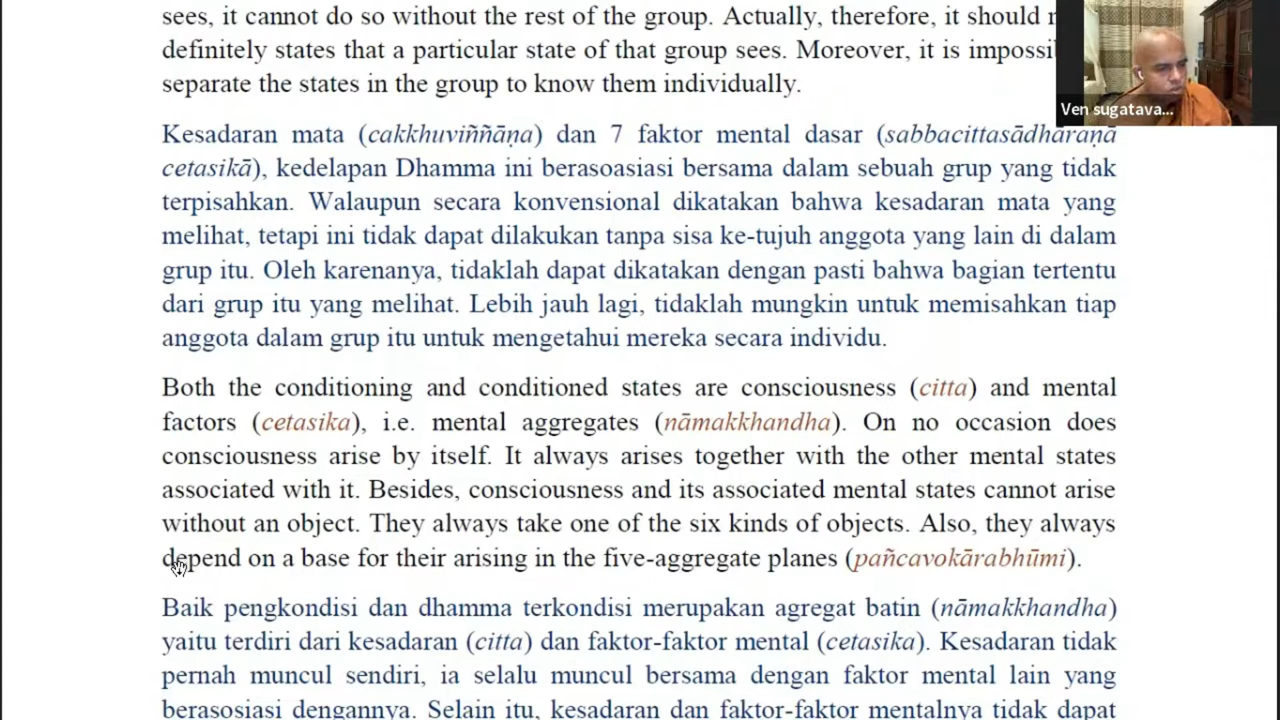 sees, it cannot do so without the rest of the group. Actually, therefore, it should
definitely states that a particular state of that group sees. Moreover, it is
separate the states in the group to know them individually.
Ven sugatava...
Kesadaran mata (cakkhuviññāṇa) dan 7 faktor mental dasar (sabbacittasādhāraṇā
cetasikā), kedelapan Dhamma ini berasoasiasi bersama dalam sebuah grup yang tidak
terpisahkan. Walaupun secara konvensional dikatakan bahwa kesadaran mata yang
melihat, tetapi ini tidak dapat dilakukan tanpa sisa ke-tujuh anggota yang lain di dalam
grup itu. Oleh karenanya, tidaklah dapat dikatakan dengan pasti bahwa bagian tertentu
dari grup itu yang melihat. Lebih jauh lagi, tidaklah mungkin untuk memisahkan tiap
anggota dalam grup itu untuk mengetahui mereka secara individu.
Both the conditioning and conditioned states are consciousness (citta) and mental
factors (cetasika), i.e. mental aggregates (nāmakkhandha). On no occasion does
consciousness arise by itself. It always arises together with the other mental states
associated with it. Besides, consciousness and its associated mental states cannot arise
without an object. They always take one of the six kinds of objects. Also, they always
depend on a base for their arising in the five-aggregate planes (pañcavokārabhūmi).
Baik pengkondisi dan dhamma terkondisi merupakan agregat batin (nāmakkhandha)
yaitu terdiri dari kesadaran (citta) dan faktor-faktor mental (cetasika). Kesadaran tidak
pernah muncul sendiri, ia selalu muncul bersama dengan faktor mental lain yang
berasosiasi dengannya. Selain itu, kesadaran dan faktor-faktor mentalnya tidak dapat